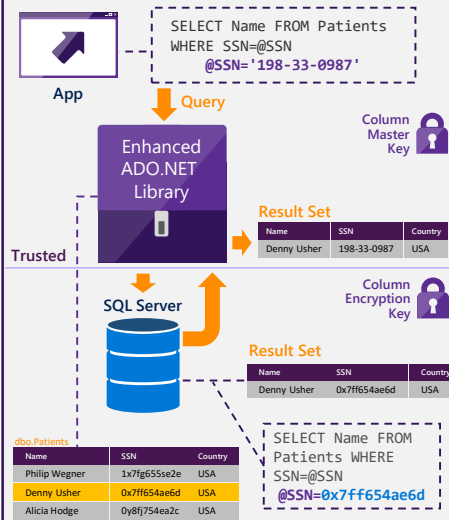 SELECT Name FROM Patients
WHERE SSN=@SSN
@SSN='198-33-0987'
App
Query
Column
Master
Key
Enhanced
ADO.NET
Library
Result Set
Name SSN Country
Denny Usher 198-33-0987 USA
Trusted
SQL Server
Column
Encryption
Key
Result Set
Name SSN Country
Denny Usher 0x7ff654ae6d USA
dbo.Patients
Name SSN Country
Philip Wegner 1x7fg655se2e USA
Denny Usher 0x7ff654ae6d USA
Alicia Hodge 0y8fj754ea2c USA
SELECT Name FROM
Patients WHERE
SSN=@SSN
@SSN=0x7ff654ae6d